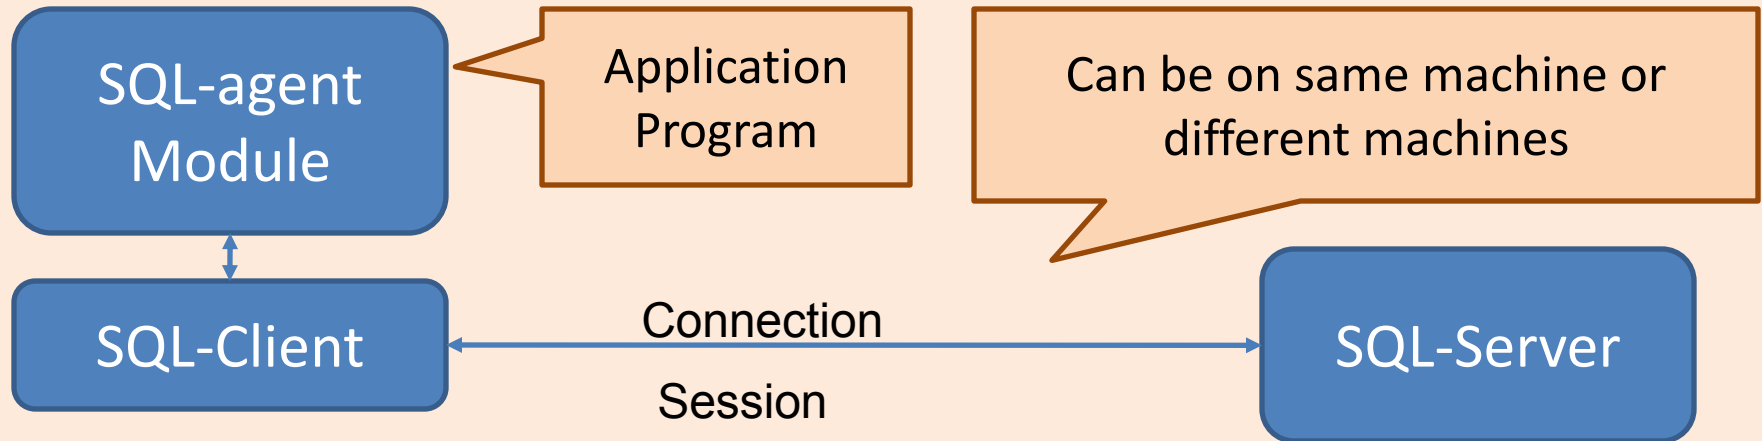 SQL-agent
Module
Application
Program
Can be on same machine or
different machines
SQL-Client
Connection
Session
SQL-Server